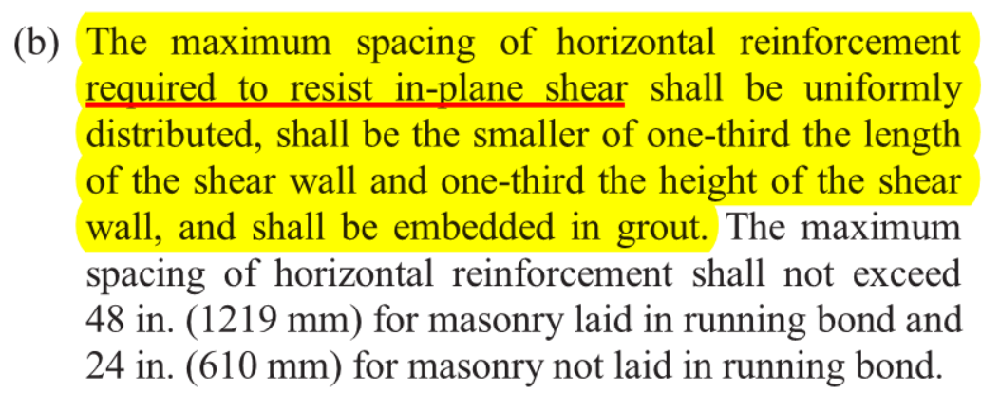 (b) The maximum spacing of horizontal reinforcement
required to resist in-plane shear shall be uniformly
distributed, shall be the smaller of one-third the length
of the shear wall and one-third the height of the shear
wall, and shall be embedded in grout. The maximum
spacing of horizontal reinforcement shall not exceed
48 in. (1219 mm) for masonry laid in running bond and
24 in. (610 mm) for masonry not laid in running bond.